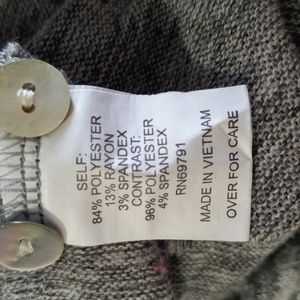 SELF:
84% POLYESTER
13% RAYON
3% SPANDEX
CONTRAST:
96% POLYESTER
4% SPANDEX
RN69791
MADE IN VIETNAM
OVER FOR CARE